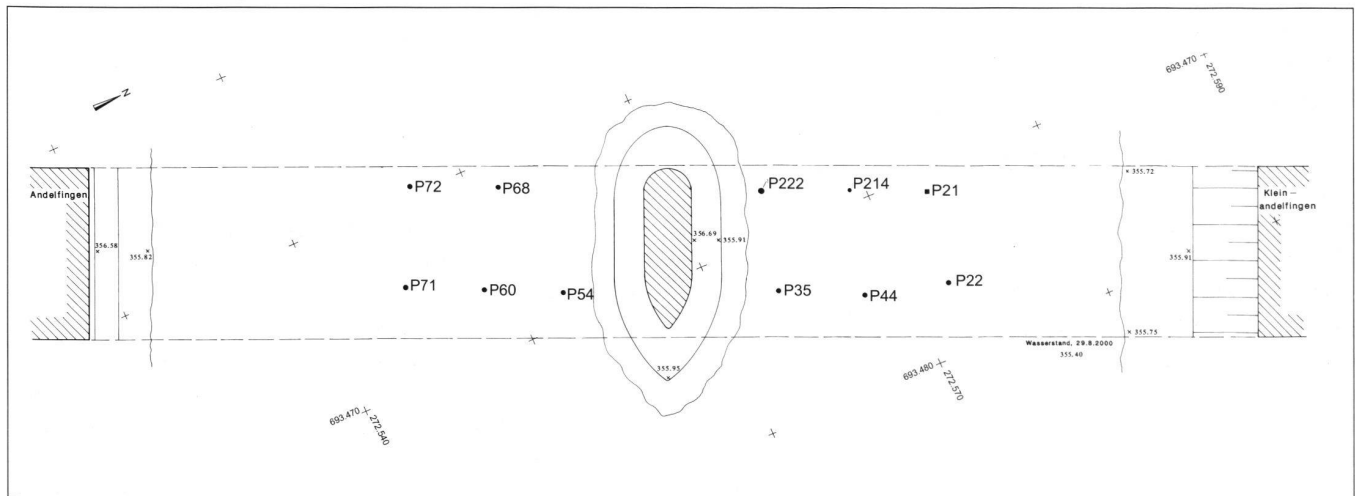 693.470
272.590
N
Andelfingen
P72
P68
P222
P214
P21
355.72
Klein –
andelfingen
356.58
355.82
356.69
355.91
355.91
P71
P60
P54
P35
P44
P22
355.75
Wasserstand, 29.8.2000
355.40
355.95
693.480
272.570
693.470
272.540